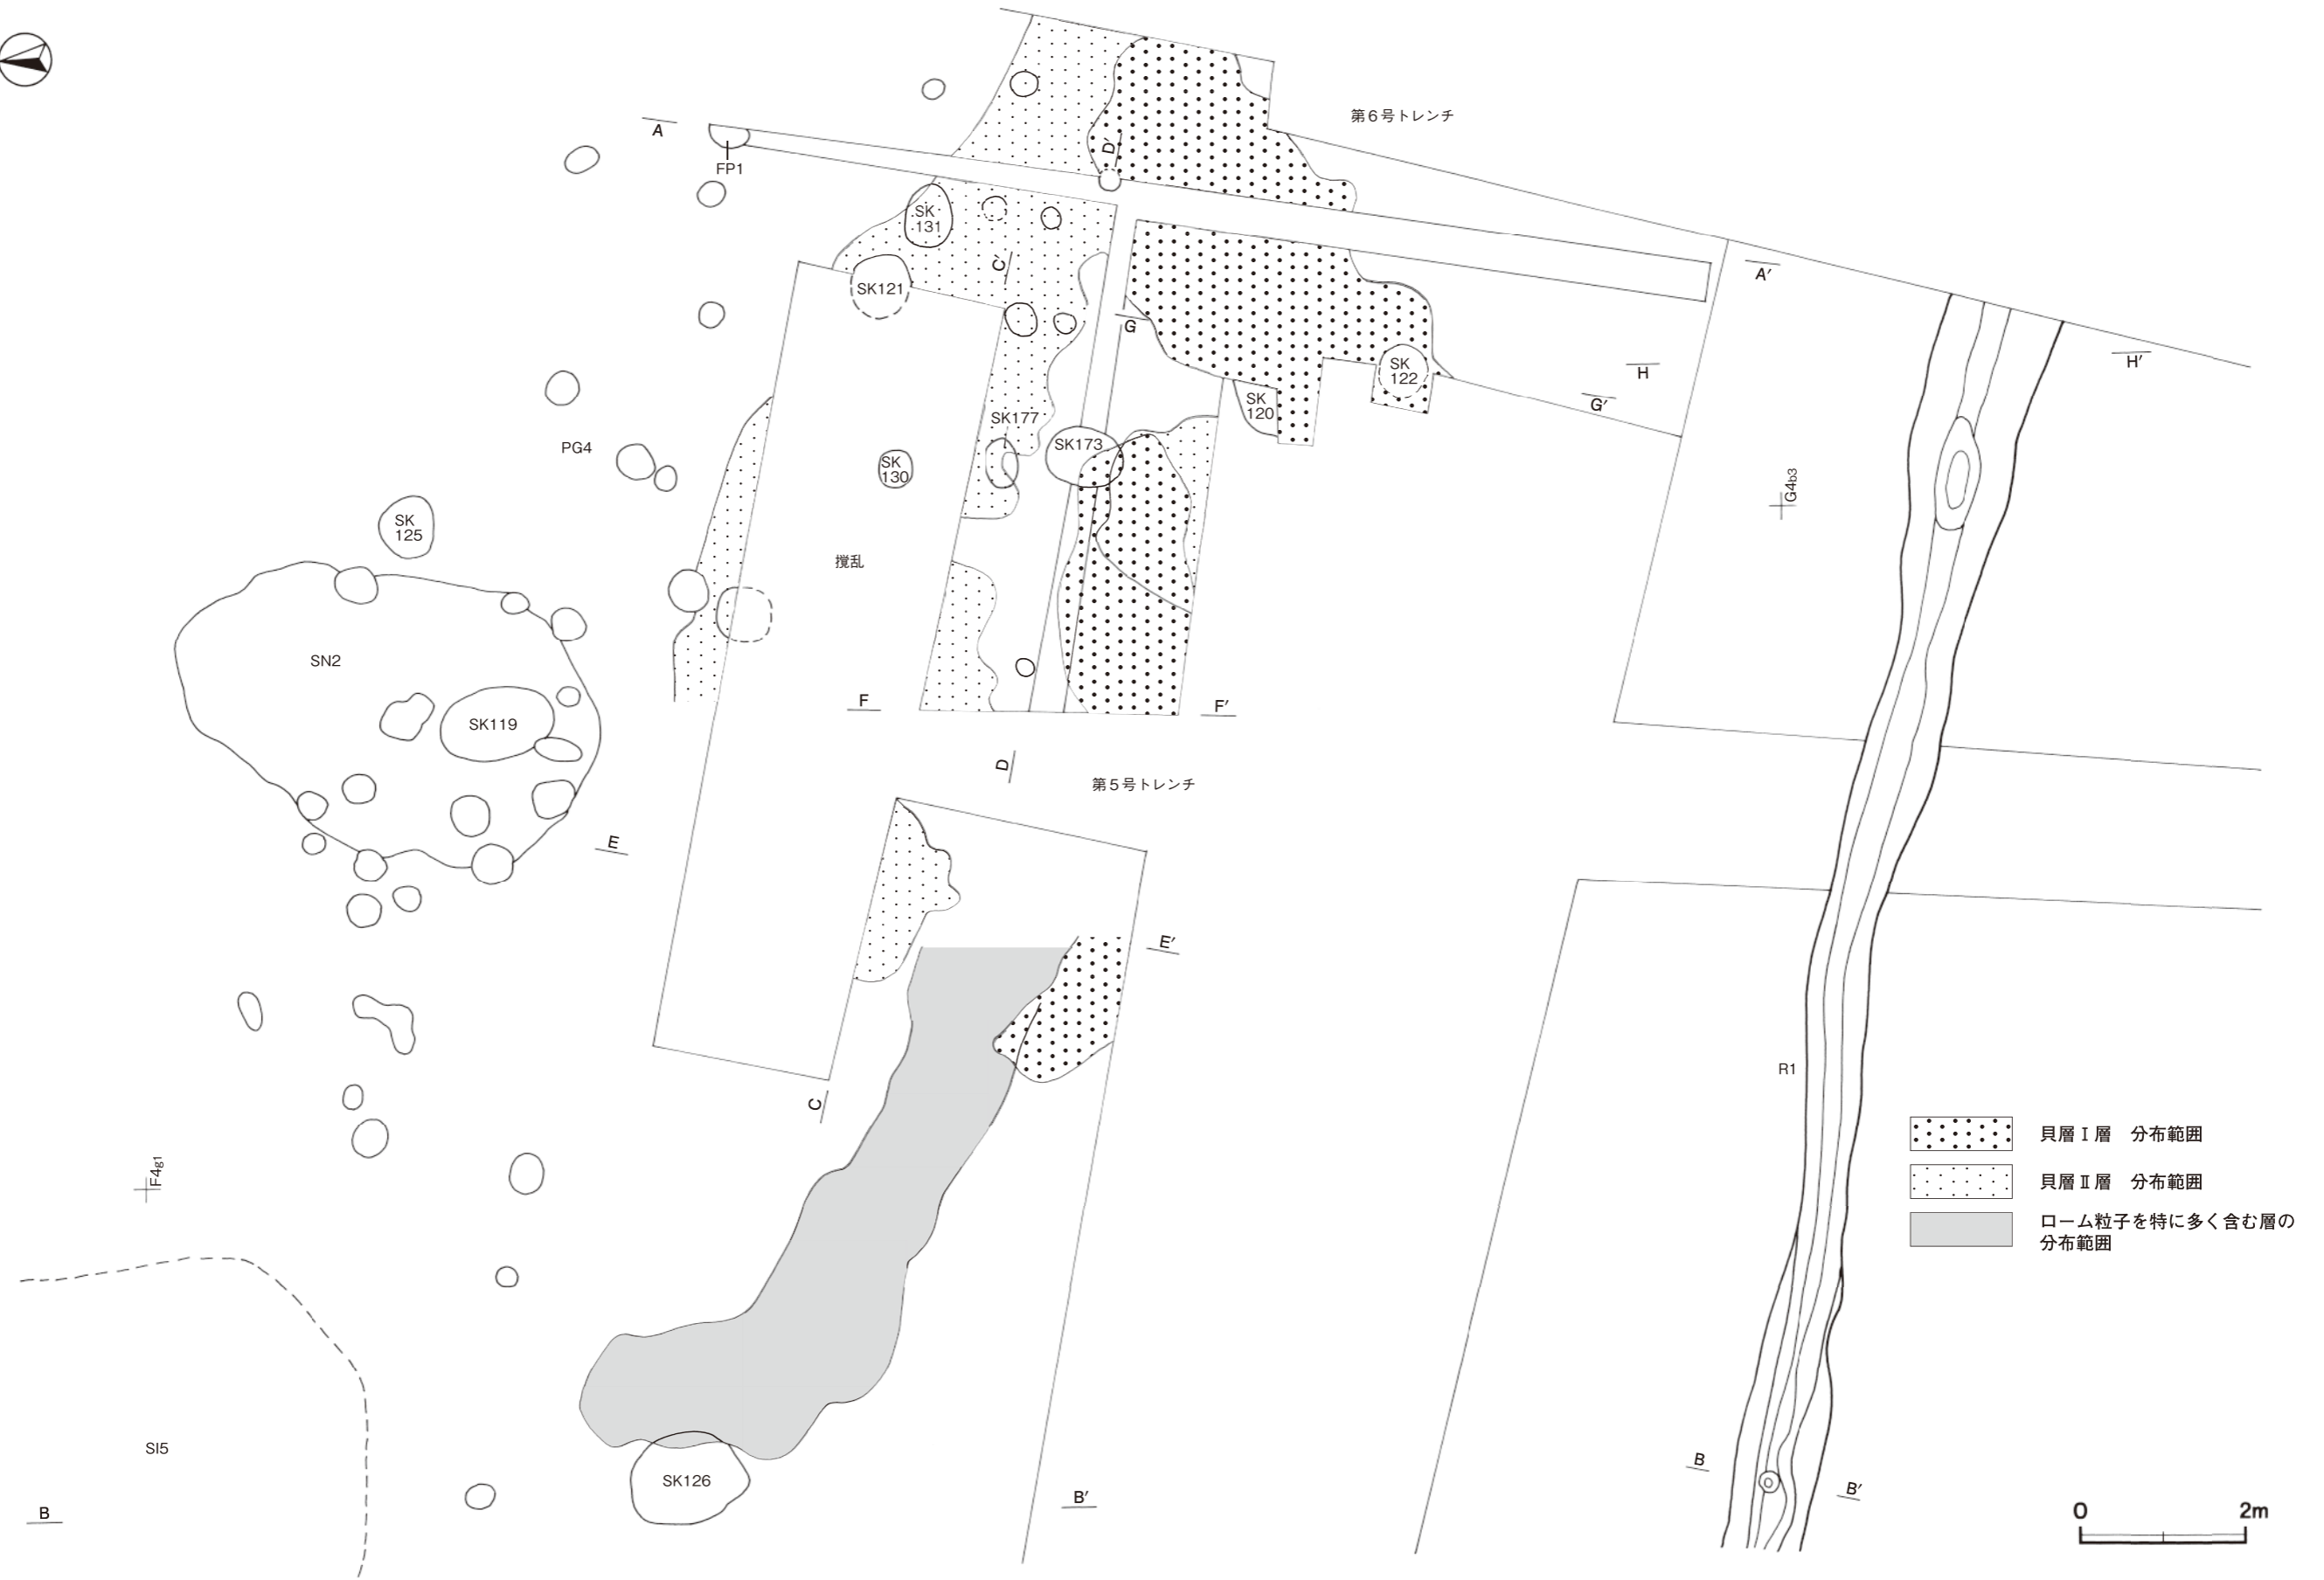 第6号トレンチ
A
FP1
D′
SK
131
C′
SK121
A′
G
H
H′
SK
122
G′
SK
120
SK177
SK173
PG4
SK
130
G4b3
SK
125
撹乱
SN2
F
F′
SK119
D
第5号トレンチ
E
E′
C
R1
貝層Ⅰ層 分布範囲
F4g1
貝層Ⅱ層 分布範囲
ローム粒子を特に多く含む層の
分布範囲
SI5
SK126
B
B′
B
B′
0
2m